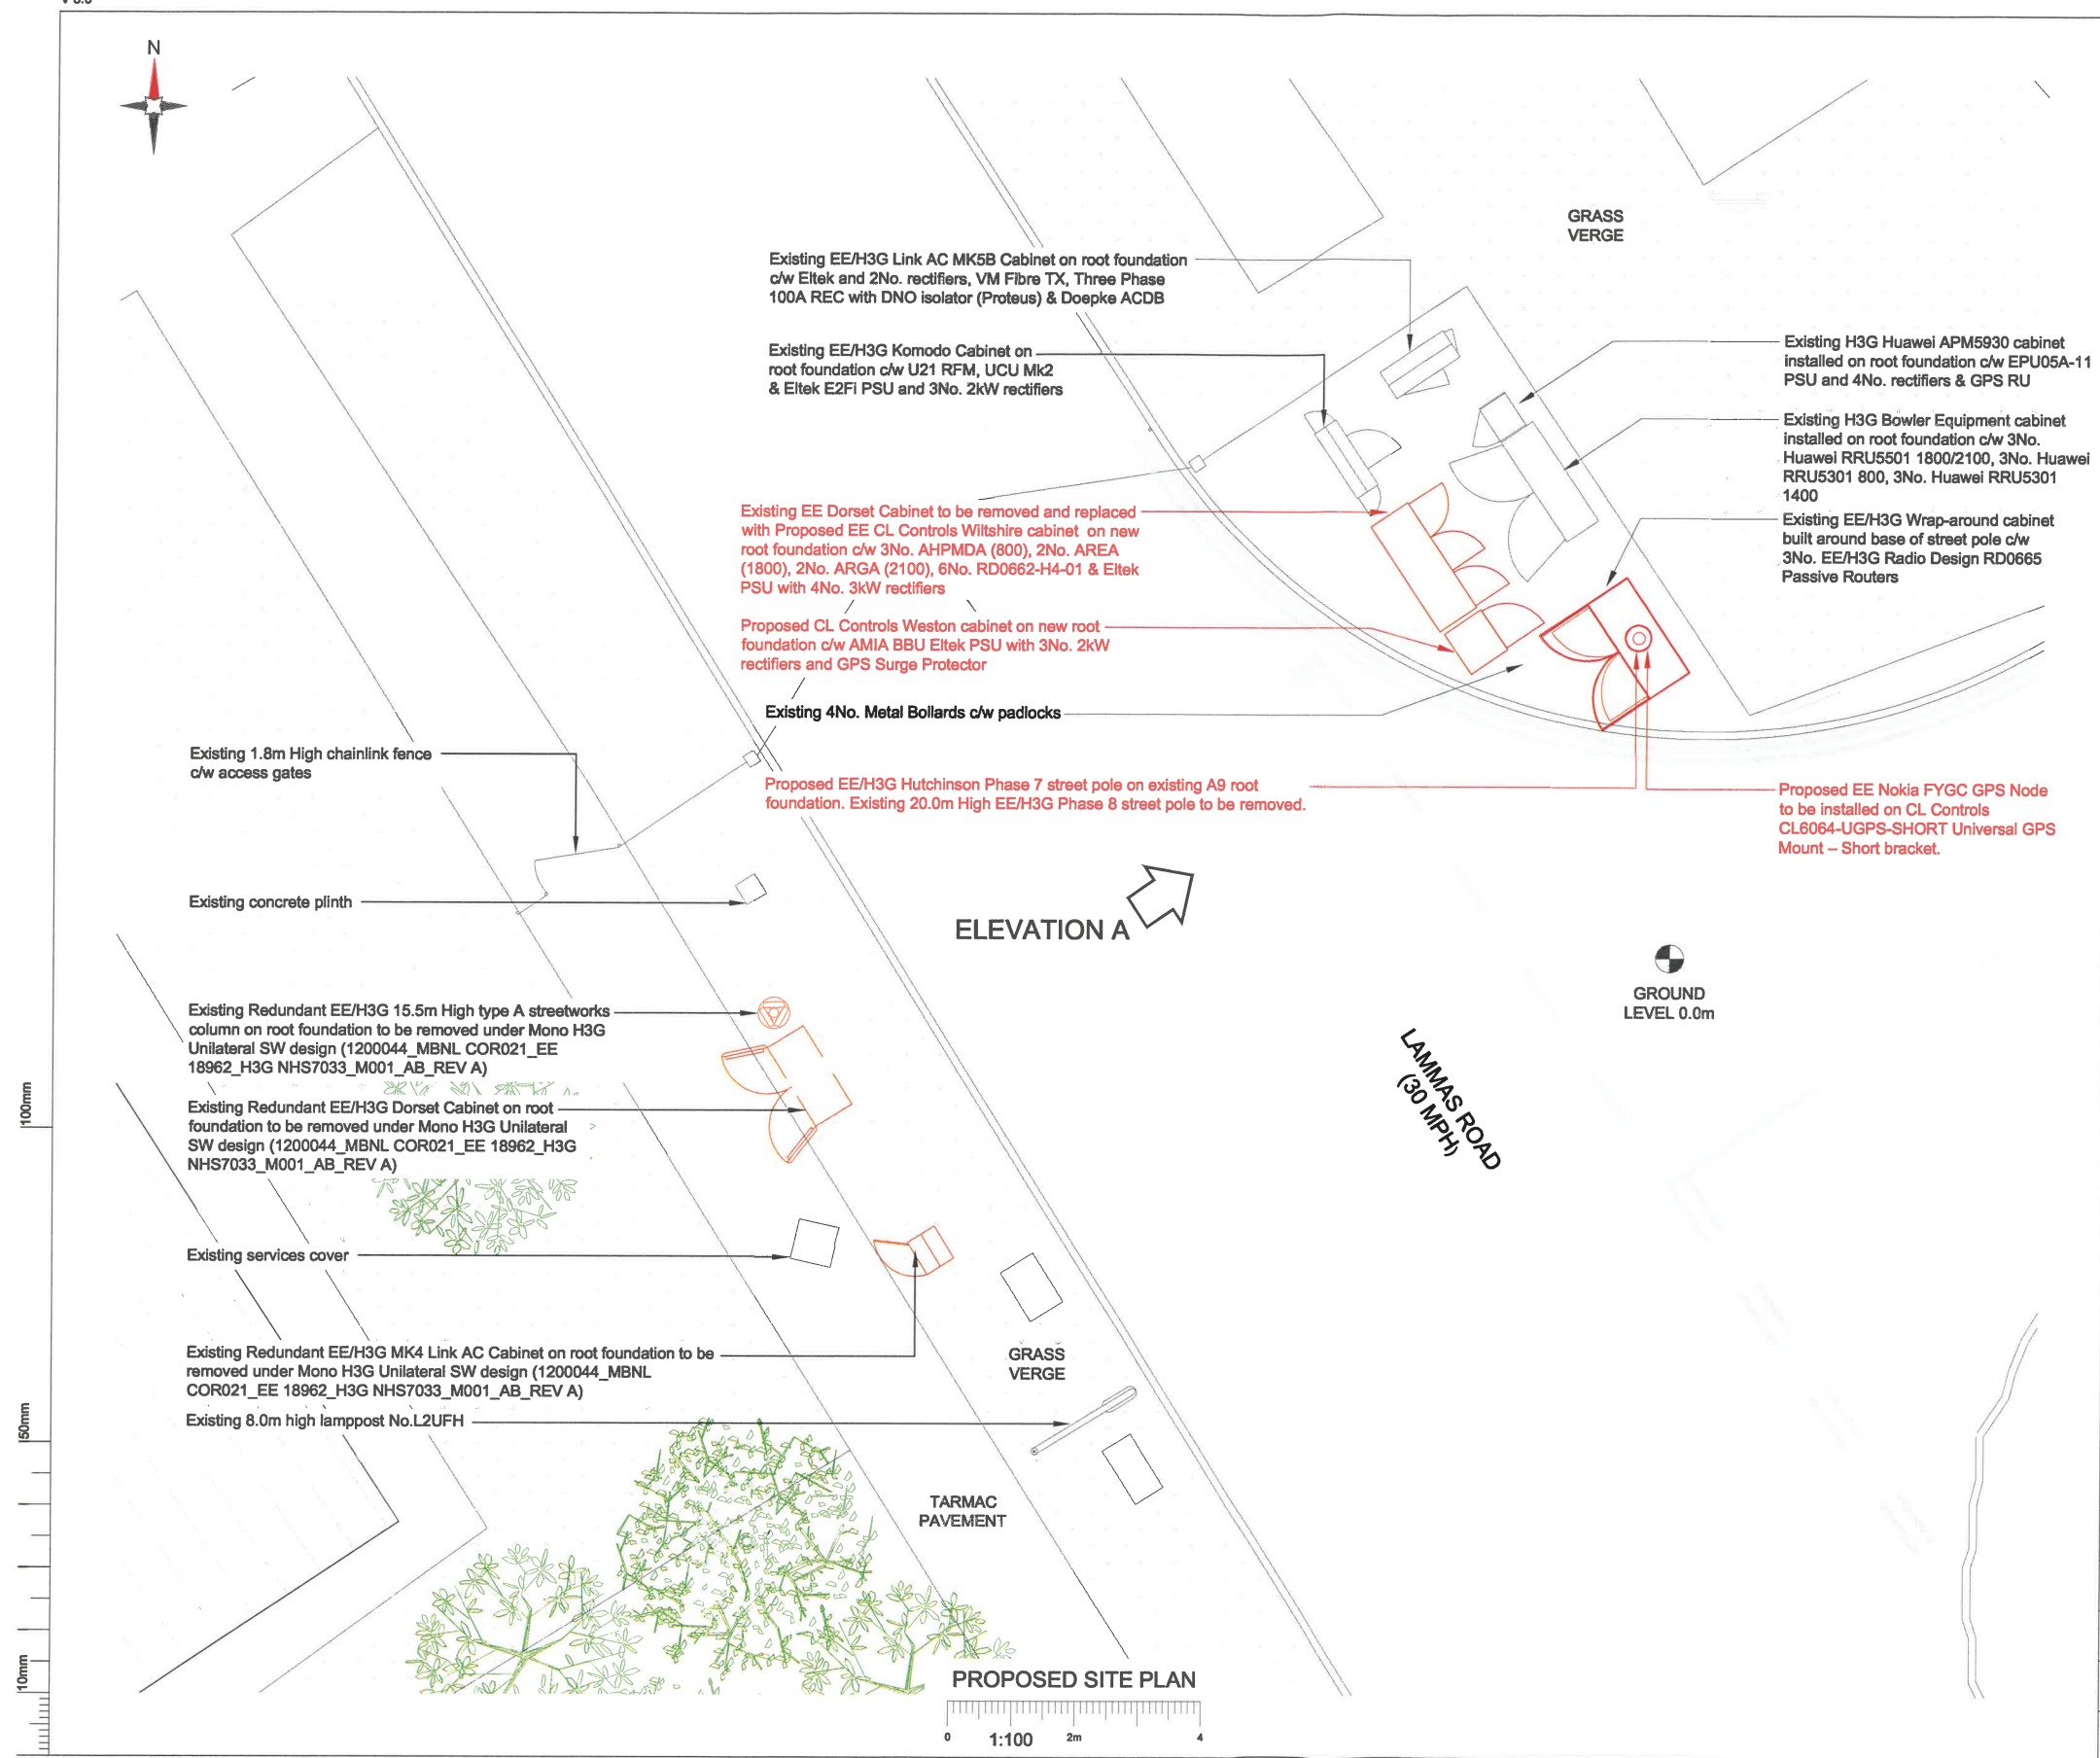 N
GRASS
VERGE
Existing EE/H3G Link AC MK5B Cabinet on root foundation
c/w Eltek and 2No. rectifiers, VM Fibre TX, Three Phase
100A REC with DNO isolator (Proteus) & Doepke ACDB
Existing EE/H3G Komodo Cabinet on
root foundation c/w U21 RFM, UCU Mk2
& Eltek E2Fi PSU and 3No. 2kW rectifiers
Existing H3G Huawei APM5930 cabinet
installed on root foundation c/w EPU05A-11
PSU and 4No. rectifiers & GPS RU
Existing H3G Bowler Equipment cabinet
installed on root foundation c/w 3No.
Huawei RRU5501 1800/2100, 3No. Huawei
RRU5301 800, 3No. Huawei RRU5301
1400
Existing EE/H3G Wrap-around cabinet
built around base of street pole c/w
3No. EE/H3G Radio Design RD0665
Passive Routers
Existing EE Dorset Cabinet to be removed and replaced
with Proposed EE CL Controls Wiltshire cabinet on new
root foundation c/w 3No. AHPMDA (800), 2No. AREA
(1800), 2No. ARGA (2100), 6No. RD0662-H4-01 & Eltek
PSU with 4No. 3kW rectifiers
Proposed CL Controls Weston cabinet on new root
foundation c/w AMIA BBU Eltek PSU with 3No. 2kW
rectifiers and GPS Surge Protector
Existing 4No. Metal Bollards c/w padlocks
Existing 1.8m High chainlink fence
c/w access gates
Proposed EE/H3G Hutchinson Phase 7 street pole on existing A9 root
foundation. Existing 20.0m High EE/H3G Phase 8 street pole to be removed.
Proposed EE Nokia FYGC GPS Node
to be installed on CL Controls
CL6064-UGPS-SHORT Universal GPS
Mount – Short bracket.
Existing concrete plinth
ELEVATION A
GROUND
LEVEL 0.0m
Existing Redundant EE/H3G 15.5m High type A streetworks
column on root foundation to be removed under Mono H3G
Unilateral SW design (1200044_MBNL COR021_EE
18962_H3G NHS7033_M001_AB_REV A)
LAMMAS ROAD
(30 MPH)
Existing Redundant EE/H3G Dorset Cabinet on root
foundation to be removed under Mono H3G Unilateral
SW design (1200044_MBNL COR021_EE 18962_H3G
NHS7033_M001_AB_REV A)
Existing services cover
Existing Redundant EE/H3G MK4 Link AC Cabinet on root foundation to be
removed under Mono H3G Unilateral SW design (1200044_MBNL
COR021_EE 18962_H3G NHS7033_M001_AB_REV A)
GRASS
VERGE
Existing 8.0m high lamppost No.L2UFH
TARMAC
PAVEMENT
PROPOSED SITE PLAN
0 1:100 2m 4
100mm
50mm
10mm